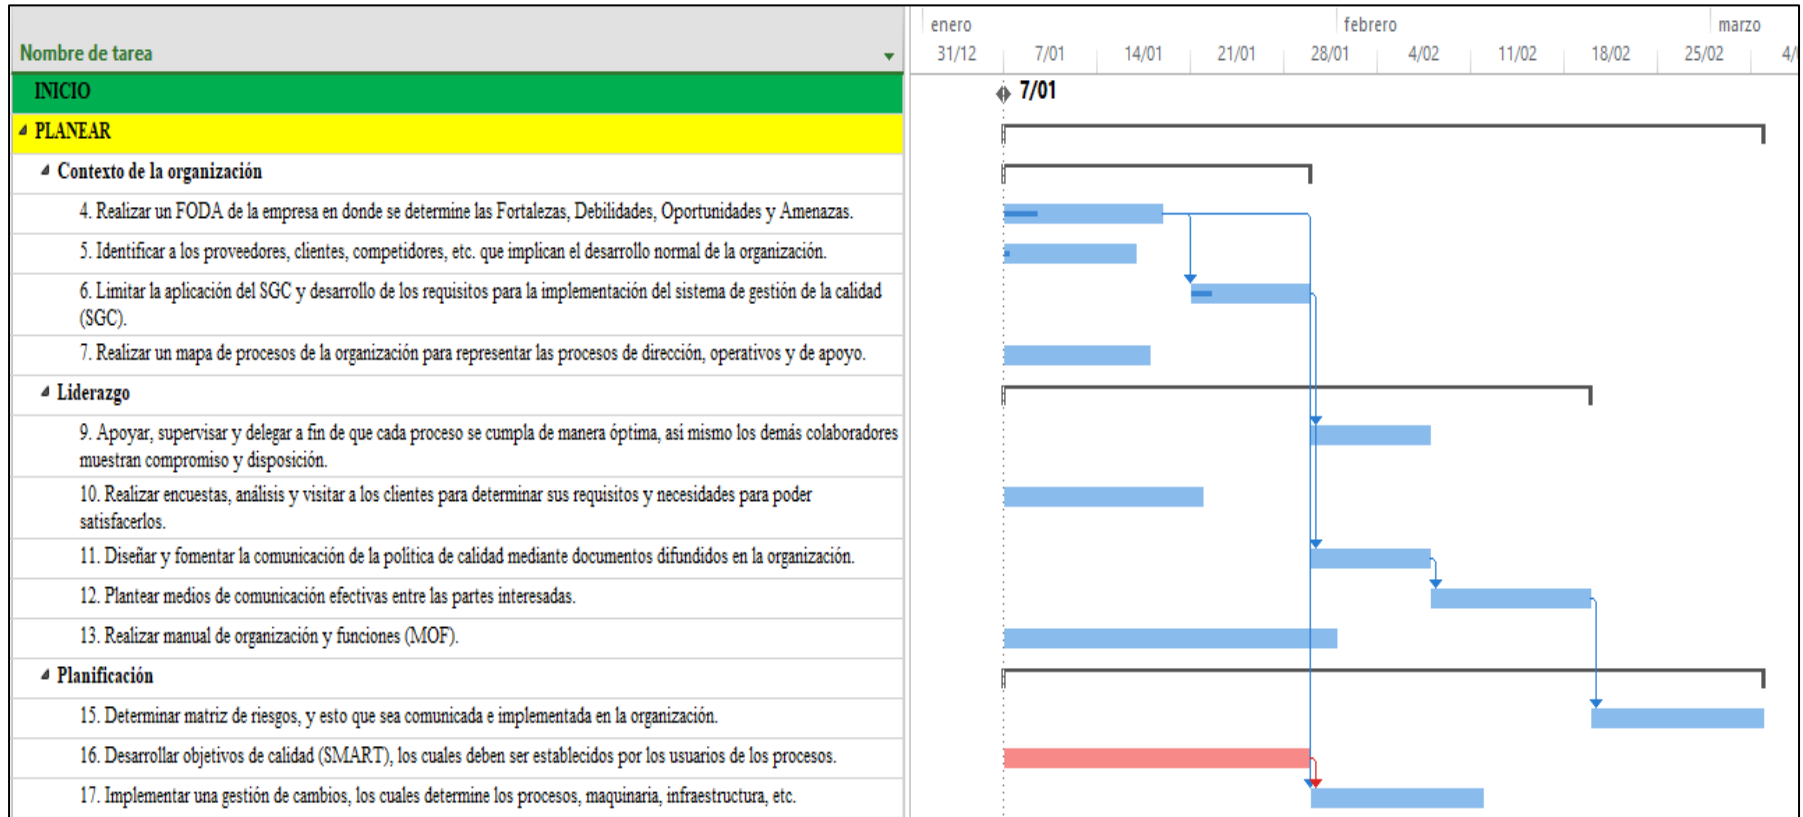 enero febrero marzo
Nombre de tarea 31/12 7/01 14/01 21/01 28/01 4/02 11/02 18/02 25/02
INICIO 7/01
PLANEAR
Contexto de la organización
4. Realizar un FODA de la empresa en donde se determine las Fortalezas, Debilidades, Oportunidades y Amenazas.
5. Identificar a los proveedores, clientes, competidores, etc. que implican el desarrollo normal de la organización.
6. Limitar la aplicación del SGC y desarrollo de los requisitos para la implementación del sistema de gestión de la calidad
(SGC).
7. Realizar un mapa de procesos de la organización para representar las procesos de dirección, operativos y de apoyo.
Liderazgo
9. Apoyar, supervisar y delegar a fin de que cada proceso se cumpla de manera óptima, asi mismo los demás colaboradores
muestran compromiso y disposición.
10. Realizar encuestas, análisis y visitar a los clientes para determinar sus requisitos y necesidades para poder
satisfacerlos.
11. Diseñar y fomentar la comunicación de la politica de calidad mediante documentos difundidos en la organización.
12. Plantear medios de comunicación efectivas entre las partes interesadas.
13. Realizar manual de organización y funciones (MOF).
Planificación
15. Determinar matriz de riesgos, y esto que sea comunicada e implementada en la organización.
16. Desarrollar objetivos de calidad (SMART), los cuales deben ser establecidos por los usuarios de los procesos.
17. Implementar una gestión de cambios, los cuales determine los procesos, maquinaria, infraestructura, etc.